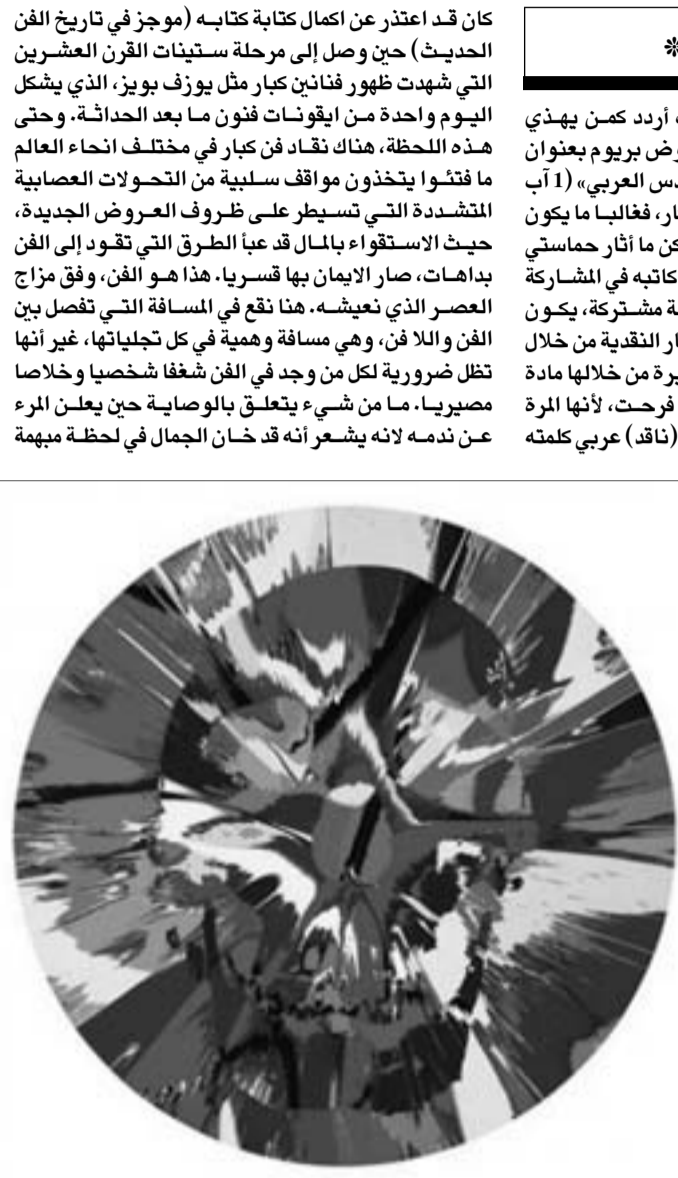 أردد كمن يهذي
وض بريوم بعنوان
دس العربي» (1 آب
ار، فغالبا ما يكون
كن ما أثار حماستي
كاتبه في المشاركة
ة مشتركة، يكون
ار النقدية من خلال
يرة من خلالها مادة
فرحت، لأنها المرة
(ناقد) عربي كلمته
كان قد اعتذر عن اكمال كتابة كتابه (موجز في تاريخ الفن
الحديث) حين وصل إلى مرحلة ستينات القرن العشرين
التي شهدت ظهور فنانين كبار مثل يوزف بويز، الذي يشكل
اليوم واحدة من ايقونات فنون ما بعد الحداثة. وحتى
هذه اللحظة، هناك نقاد فن كبار في مختلف انحاء العالم
ما فتئوا يتخذون مواقف سلبية من التحولات العصابية
المتشددة التي تسيطر على ظروف العروض الجديدة،
حيث الاستقواء بالمال قد عبأ الطرق التي تقود إلى الفن
بداهات، صار الايمان بها قسريا. هذا هو الفن، وفق مزاج
العصر الذي نعيشه. هنا نقع في المسافة التي تفصل بين
الفن واللا فن، وهي مسافة وهمية في كل تجلياتها، غير أنها
تظل ضرورية لكل من وجد في الفن شغفا شخصيا وخلاصا
مصيريا. ما من شيء يتعلق بالوصاية حين يعلن المرء
عن ندمه لانه يشعر أنه قد خان الجمال في لحظة مبهمة